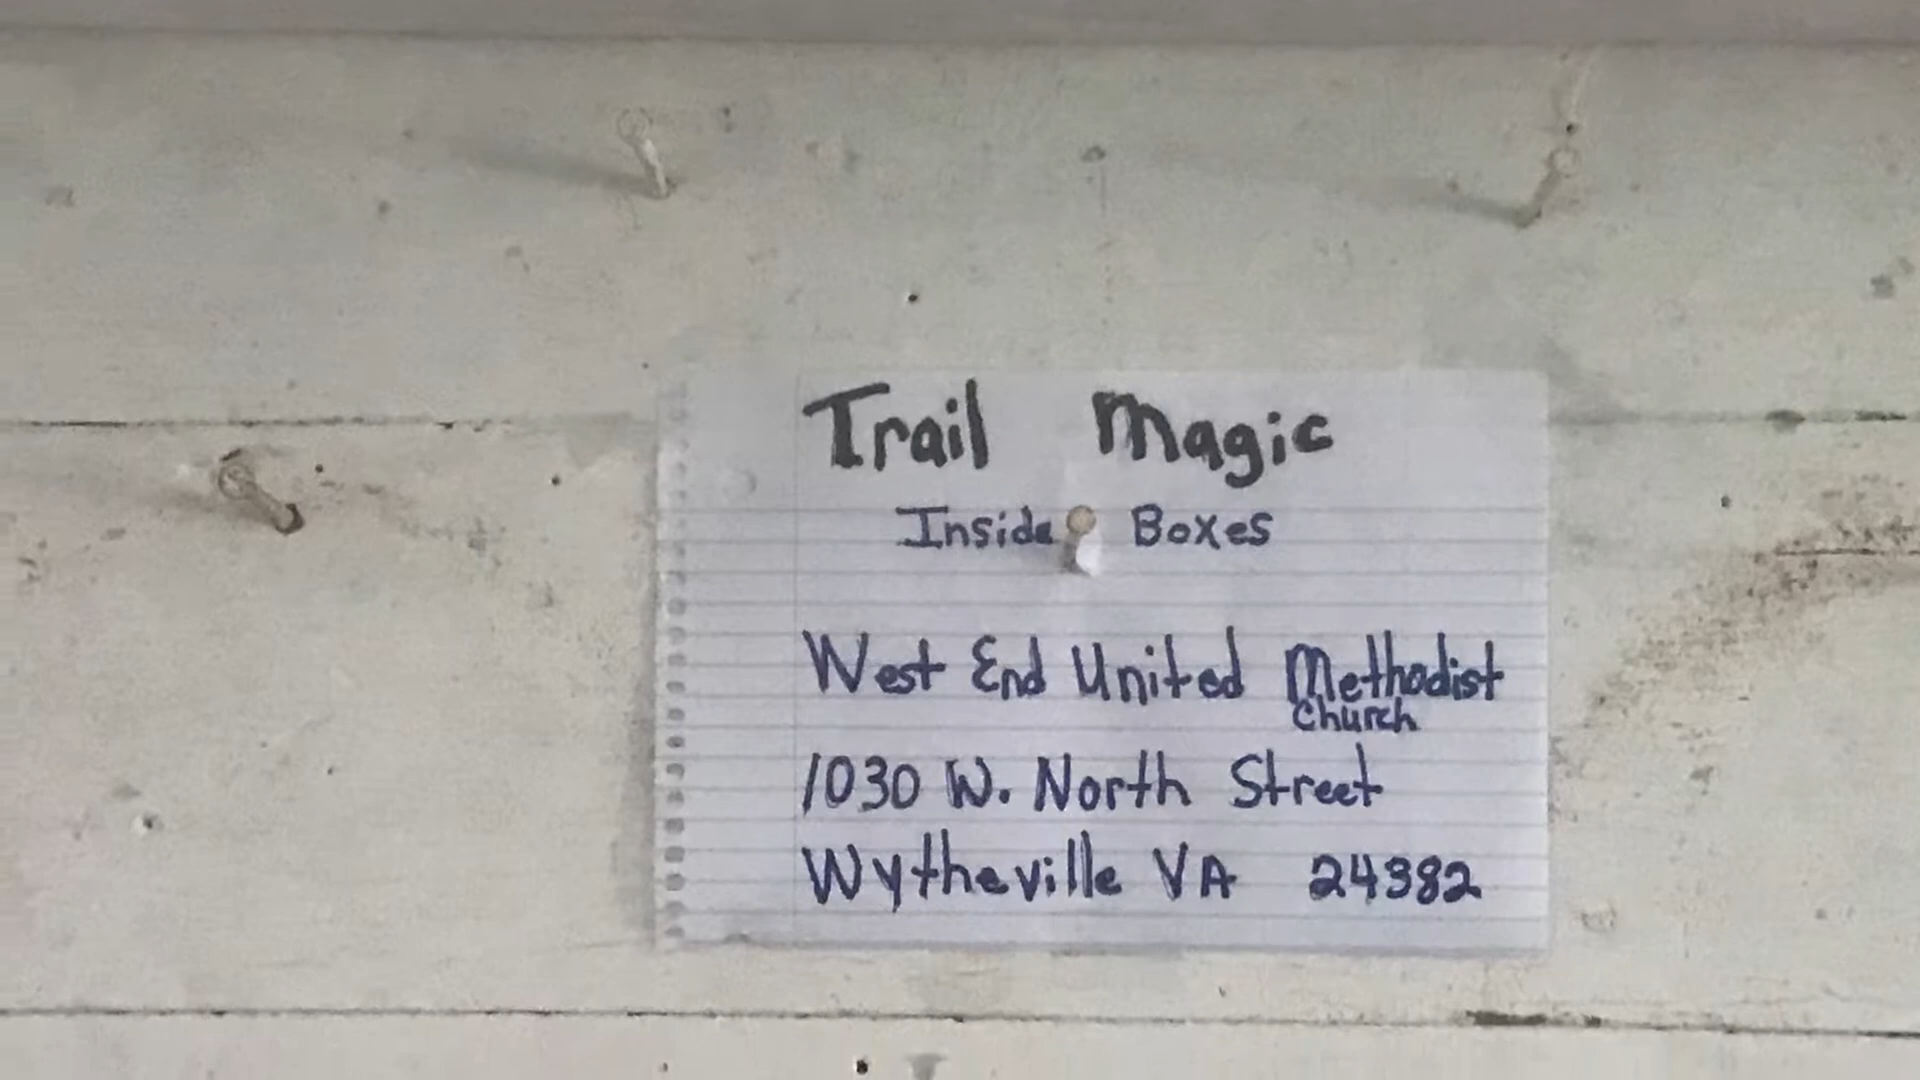 Trail Magic
Inside Boxes
West End United Methodist
Church
1030 W. North Street
Wytheville VA 24382